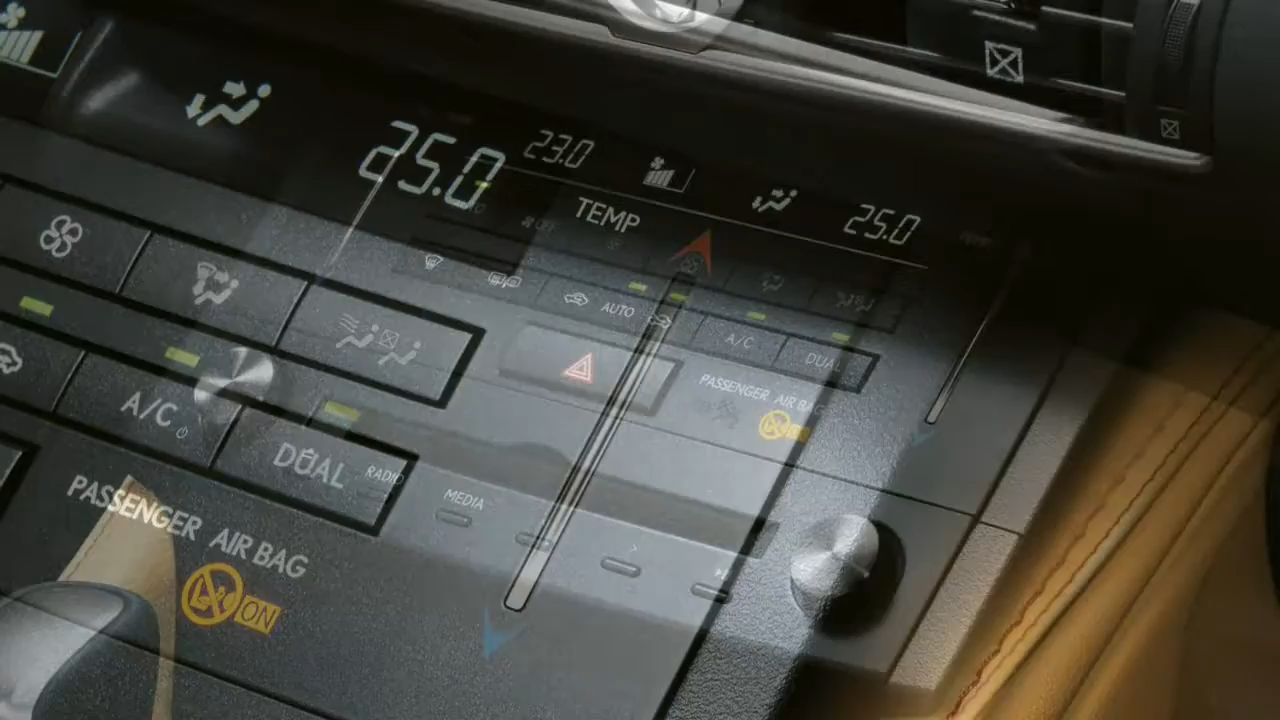 25.0
23.0
TEMP
25.0
AUTO
A/C
DUAL
PASSENGER AIR BAG
A/C
DUAL
RADIO
MEDIA
PASSENGER AIR BAG
ON